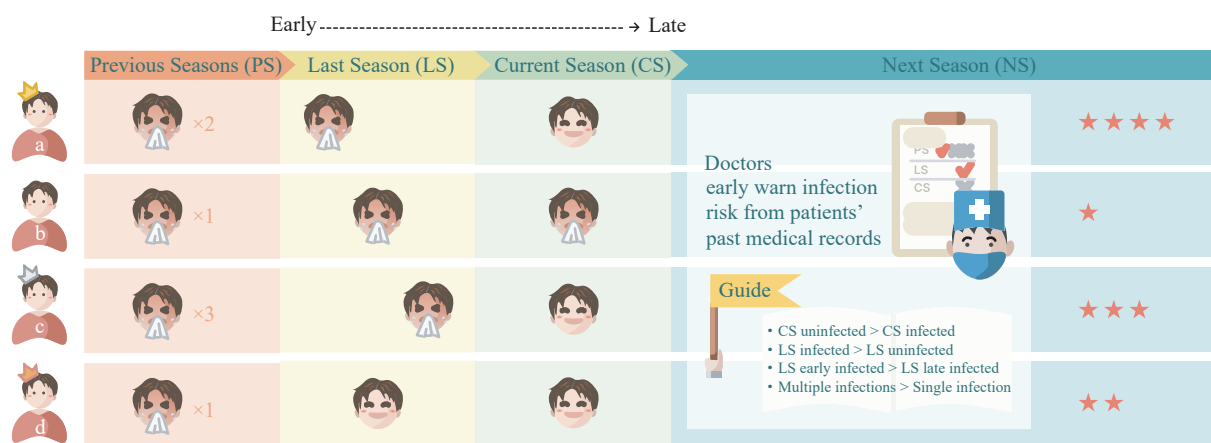 Early Late
Previous Seasons (PS) Last Season (LS) Current Season (CS) Next Season (NS)
a ×2
PS
LS
CS
Doctors
early warn infection
risk from patients’
past medical records
b ×1
Guide
c ×3
• CS uninfected > CS infected
• LS infected > LS uninfected
• LS early infected > LS late infected
• Multiple infections > Single infection
d ×1